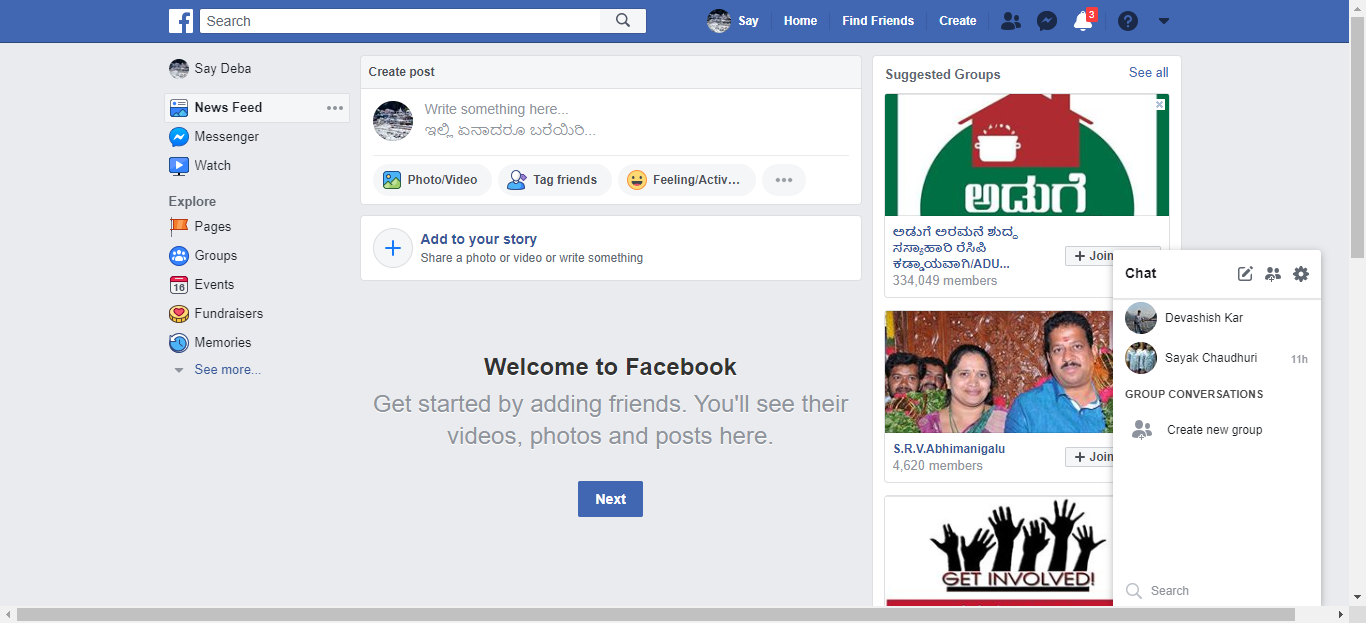 Search
Say
Home
Find Friends
Create
3
Say Deba
News Feed
Messenger
Watch
Explore
Pages
Groups
16
Events
Fundraisers
Memories
See more...
Create post
Write something here...
ಇಲ್ಲಿ ಏನಾದರೂ ಬರೆಯಿರಿ...
Photo/Video
Tag friends
Feeling/Activ...
Add to your story
Share a photo or video or write something
Welcome to Facebook
Get started by adding friends. You'll see their
videos, photos and posts here.
Next
Suggested Groups
See all
ಅಡುಗೆ
ಅಡುಗೆ ಅರಮನೆ ಶುದ್ಧ
ಸಸ್ಯಾಹಾರಿ ರೆಸಿಪಿ
ಕಡ್ಡಾಯವಾಗಿ/ADU...
334,049 members
Join
S.R.V.Abhimanigalu
4,620 members
Join
GET INVOLVED!
Chat
Devashish Kar
Sayak Chaudhuri
11h
GROUP CONVERSATIONS
Create new group
Search